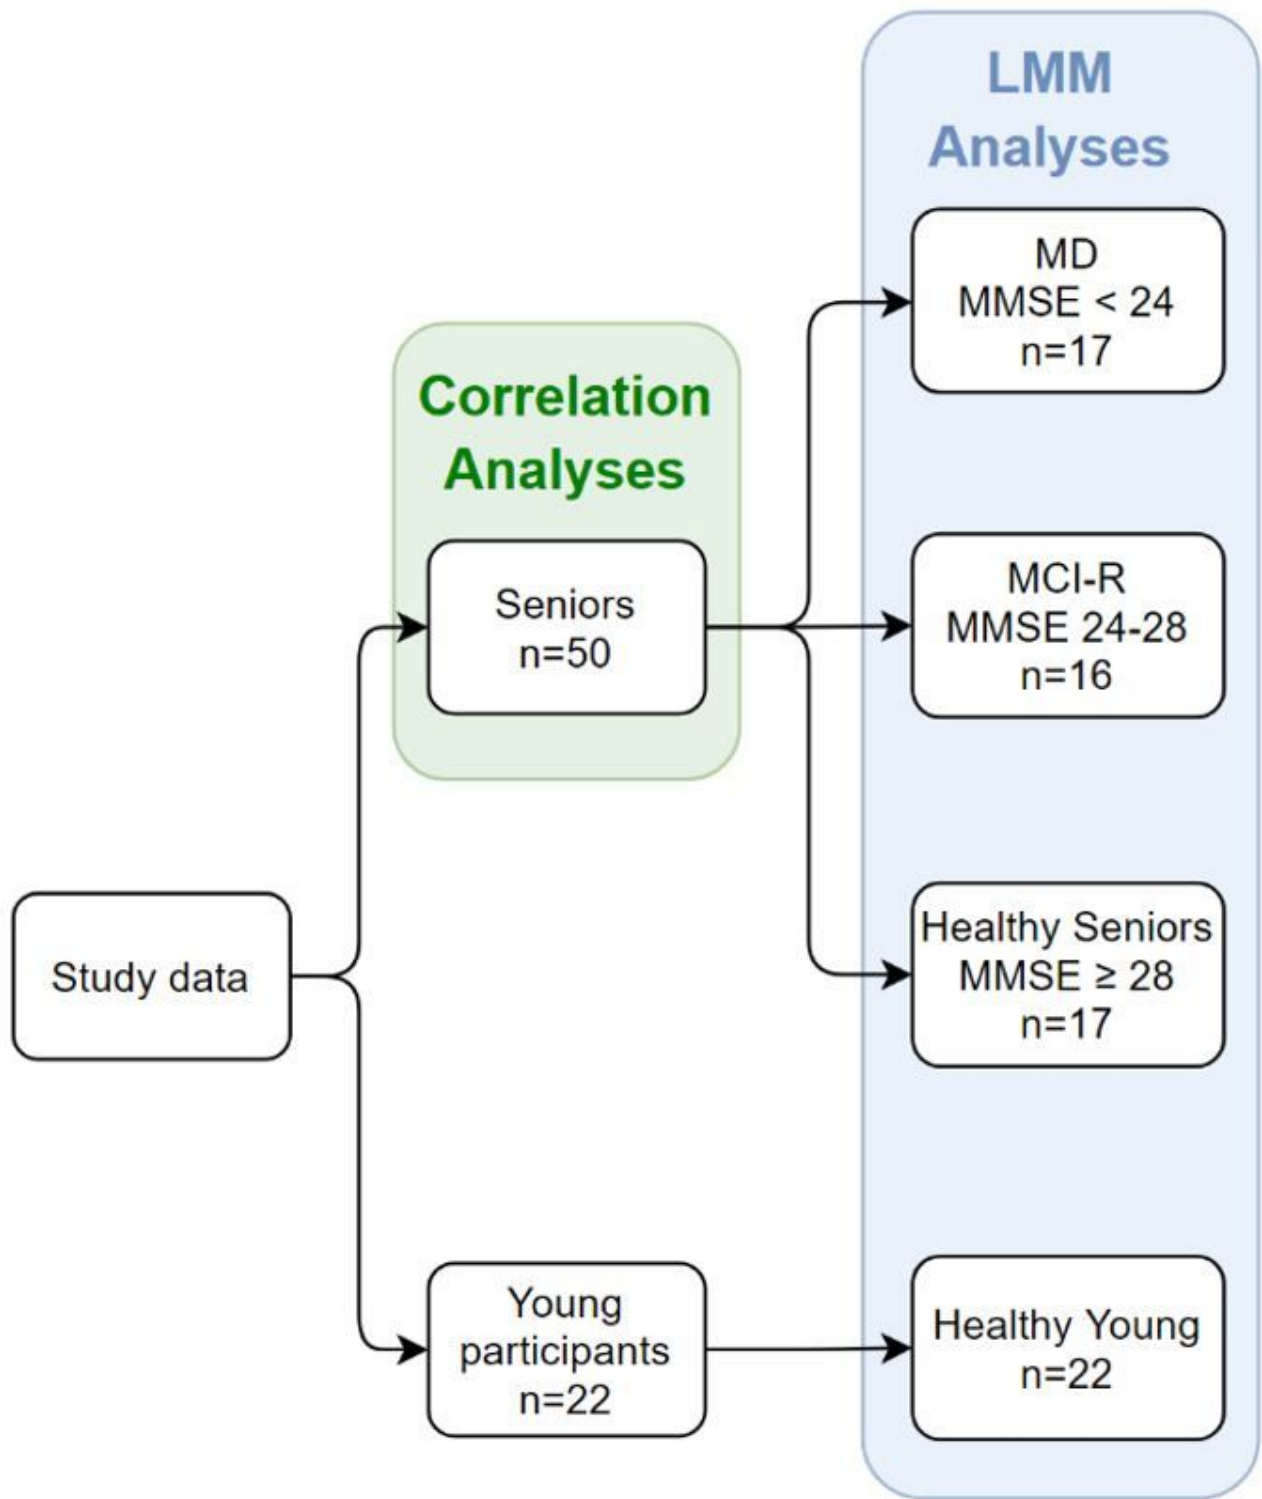 LMM
Analyses
MD
MMSE < 24
n=17
Correlation
Analyses
Seniors
n=50
MCI-R
MMSE 24-28
n=16
Study data
Healthy Seniors
MMSE ≥ 28
n=17
Young
participants
n=22
Healthy Young
n=22